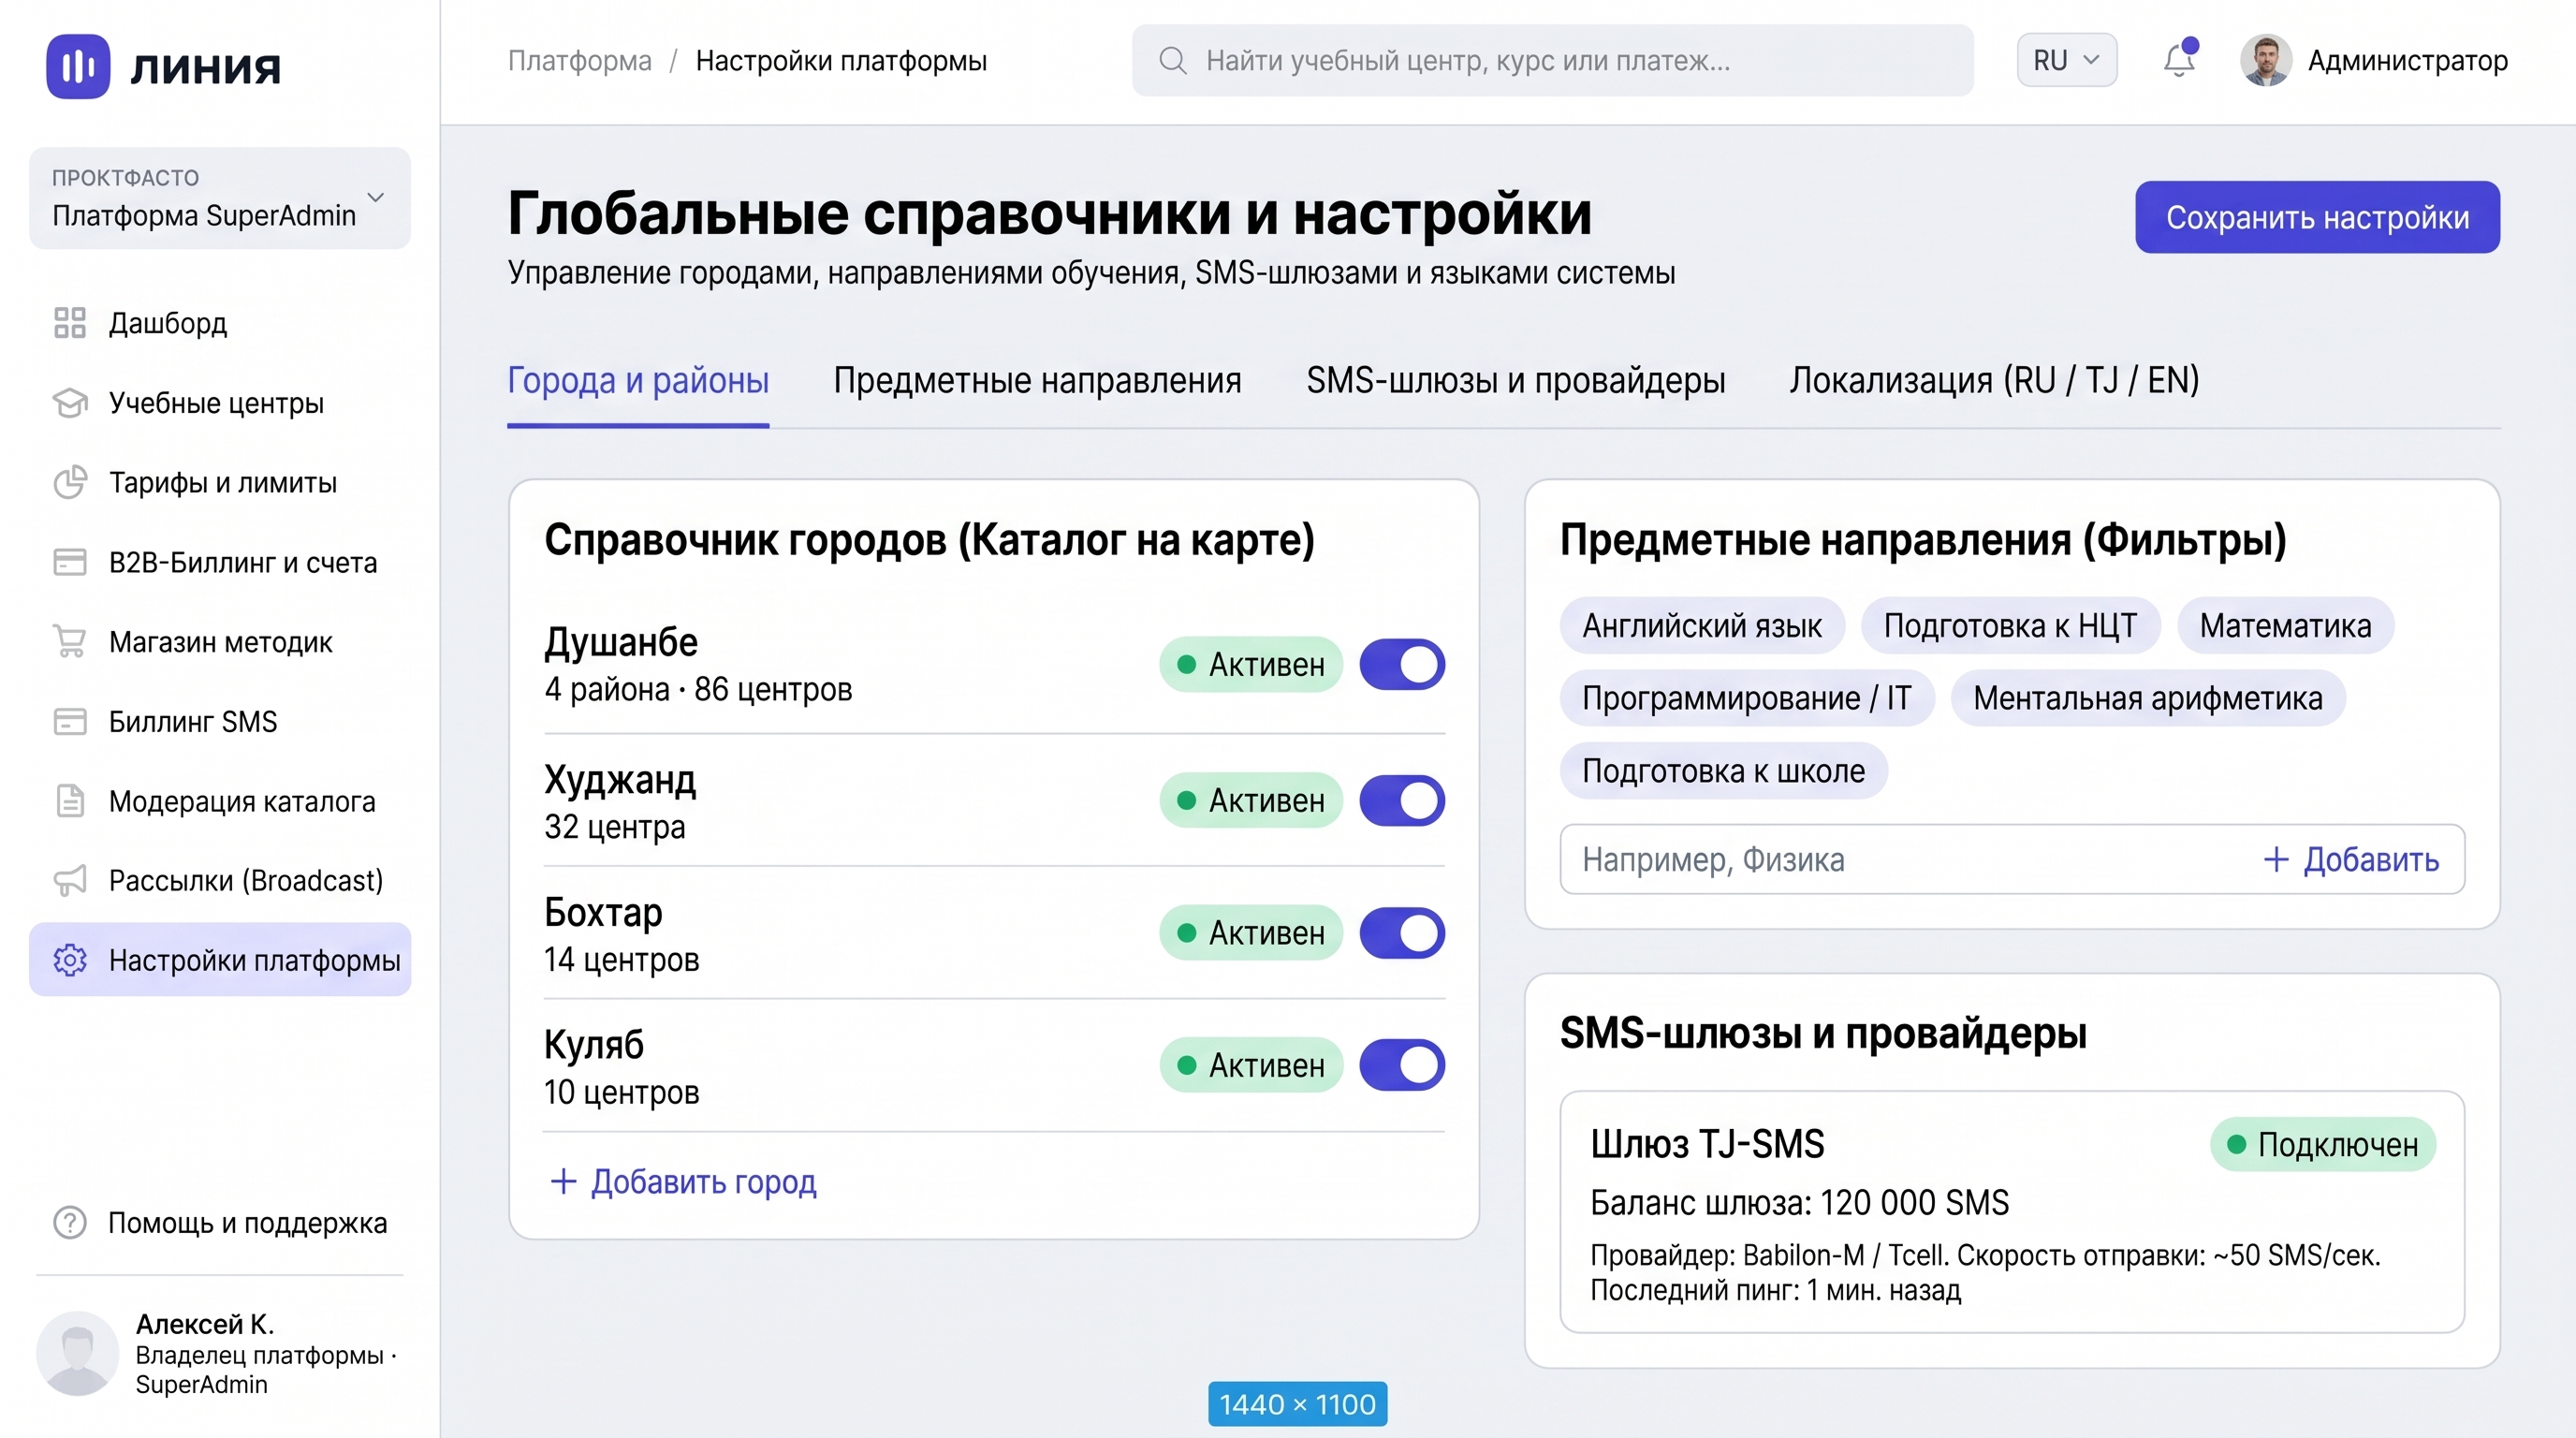 линия
Платформа / Настройки платформы
Найти учебный центр, курс или платеж...
RU
Администратор
ПРОКТФАСТО
Платформа SuperAdmin
Дашборд
Учебные центры
Тарифы и лимиты
B2B-Биллинг и счета
Магазин методик
Биллинг SMS
Модерация каталога
Рассылки (Broadcast)
Настройки платформы
Помощь и поддержка
Алексей К.
Владелец платформы ·
SuperAdmin
Глобальные справочники и настройки
Управление городами, направлениями обучения, SMS-шлюзами и языками системы
Сохранить настройки
Города и районы
Предметные направления
SMS-шлюзы и провайдеры
Локализация (RU / TJ / EN)
Справочник городов (Каталог на карте)
Душанбе
4 района · 86 центров
Активен
Худжанд
32 центра
Активен
Бохтар
14 центров
Активен
Куляб
10 центров
Активен
+ Добавить город
Предметные направления (Фильтры)
Английский язык
Подготовка к НЦТ
Математика
Программирование / IT
Ментальная арифметика
Подготовка к школе
Например, Физика
+ Добавить
SMS-шлюзы и провайдеры
Шлюз TJ-SMS
Подключен
Баланс шлюза: 120 000 SMS
Провайдер: Babilon-M / Tcell. Скорость отправки: ~50 SMS/сек.
Последний пинг: 1 мин. назад
1440 × 1100